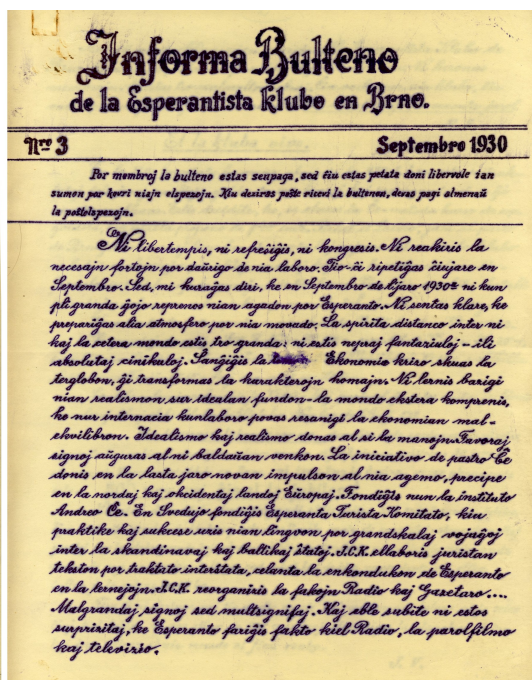 Informa Bulteno
de la Esperantista klubo en Brno.
Nro 3 Septembro 1930
Por membroj la bulteno estas senpaga, sed ĉiu estas petata doni libervole ian
sumon por kovri niajn elspezojn. Kiu deziras poŝte ricevi la bultenon, devas pagi almenaŭ
la poŝtelspezojn.
Ni libertempis, ni refreŝiĝis, ni kongresis. Ni reakiris la
necesajn fortojn por daŭrigo de nia laboro. Tio-ĉi ripetiĝas ĉiujare en
Septembro. Sed, mi kuraĝas diri, ke en Septembro de l'jaro 1930a ni kun
pli granda ĝojo reprenos nian agadon por Esperanto. Ni sentas klare, ke
prepariĝas alia atmosfero por nia movado. La spirita distanco inter ni
kaj la cetera mondo estis tro granda: ni estis nepraj fantaziuloj - ili
absolutaj cinikuloj. Ŝanĝiĝis la Ekonomio krizo skuas la
terglobon, ĝi transformas la karakterojn homajn. Ni lernis bazigi
nian realismon sur idealan fundon - la mondo ekstera komprenis,
ke nur internacia kunlaboro povas resanigi la ekonomian mal-
ekvilibron. Idealismo kaj realismo donas al si la manojn. Favoraj
signoj aŭguras al ni baldaŭan venkon. La iniciativo de pastro Ĉe
donis en la lasta jaro novan impulson al nia agemo, precipe
en la nordaj kaj okcidentaj landoj Eŭropaj. Fondiĝis nun la instituto
Andreo Ĉe. En Svedujo fondiĝis Esperanta Turista Komitato, kiu
praktike kaj sukcese uzis nian lingvon por grandskalaj vojaĝoj
inter la skandinavaj kaj baltikaj ŝtatoj. I.C.K. ellaboris juristan
tekston por traktato interŝtata, celanta la enkondukon de Esperanto
en la lernejojn. I.C.K. reorganizis la fakojn Radio kaj Gazetaro....
Malgrandaj signoj sed multsignifaj. Kaj eble subite ni estos
surprizitaj, ke Esperanto fariĝis fakto kiel Radio, la parolfilmo
kaj televizio.